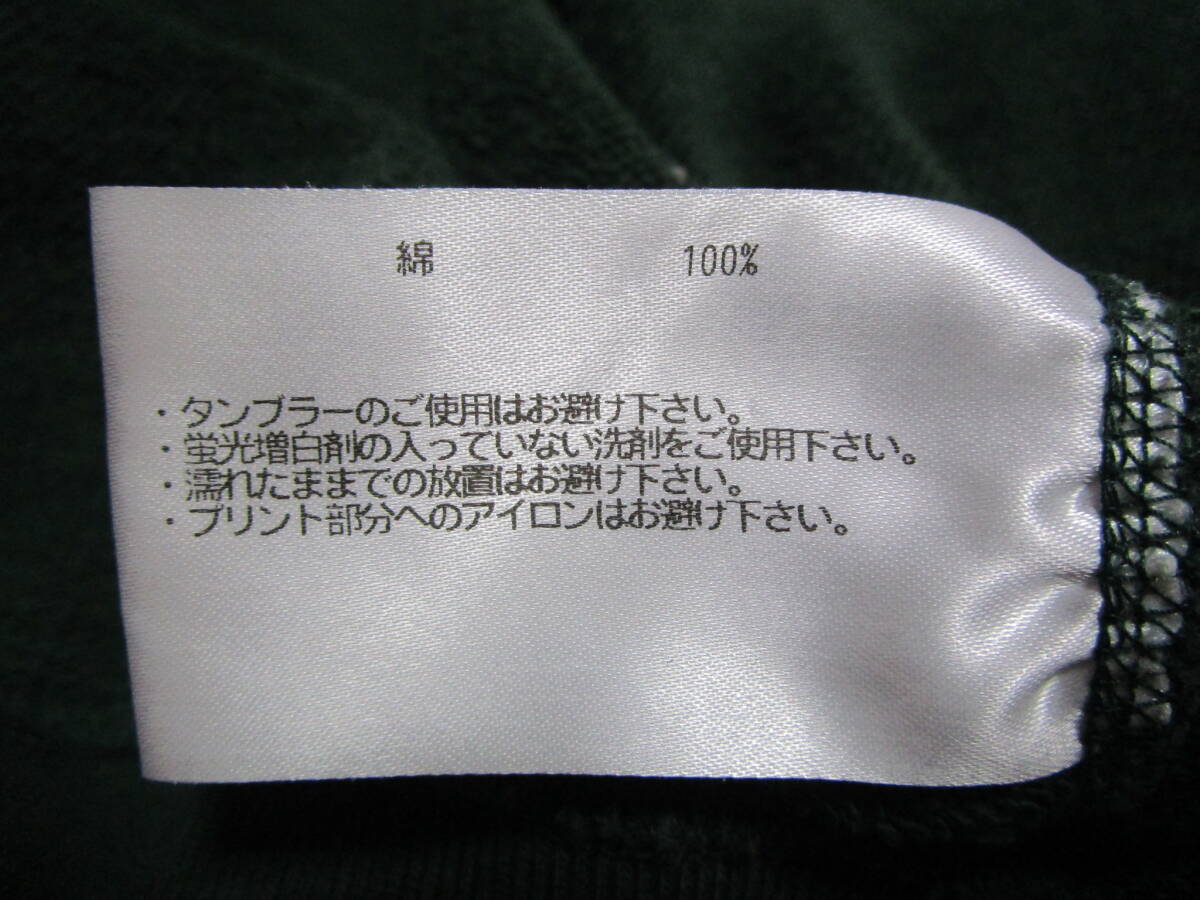 綿 100%
・タンブラーのご使用はお避け下さい。
・蛍光増白剤の入っていない洗剤をご使用下さい。
・濡れたままでの放置はお避け下さい。
・プリント部分へのアイロンはお避け下さい。